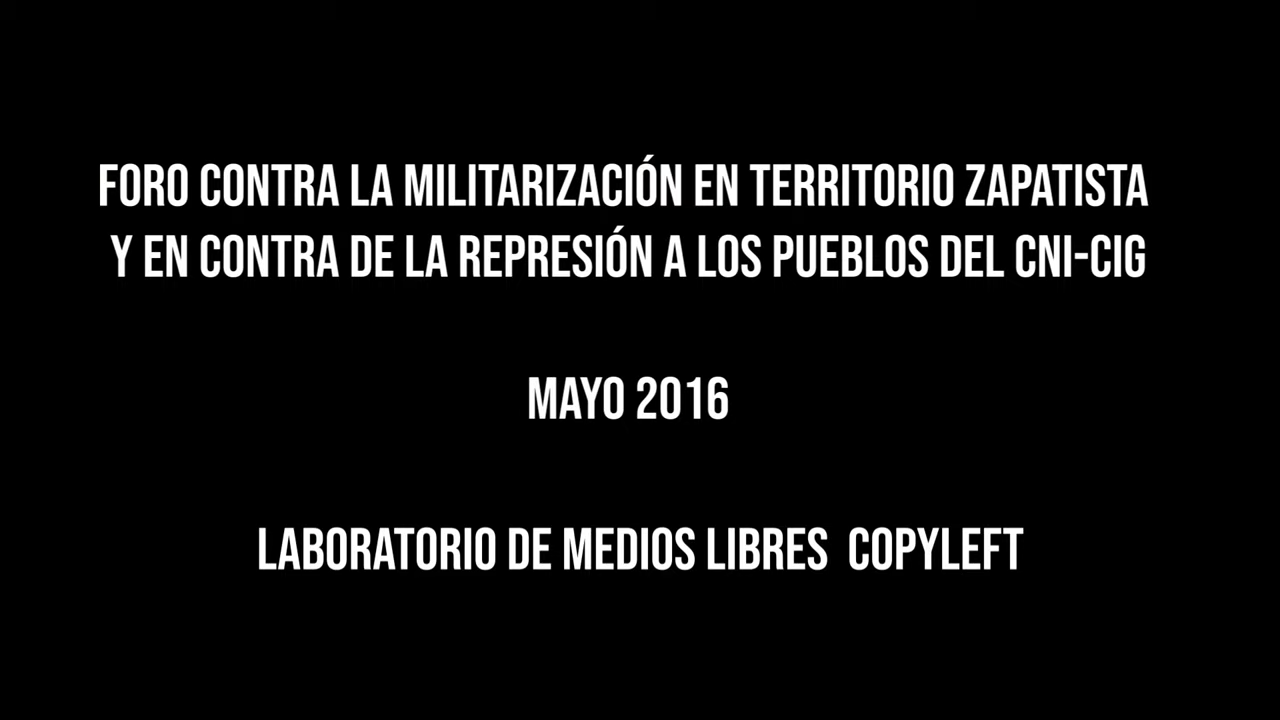 FORO CONTRA LA MILITARIZACIÓN EN TERRITORIO ZAPATISTA
Y EN CONTRA DE LA REPRESIÓN A LOS PUEBLOS DEL CNI-CIG
MAYO 2016
LABORATORIO DE MEDIOS LIBRES COPYLEFT